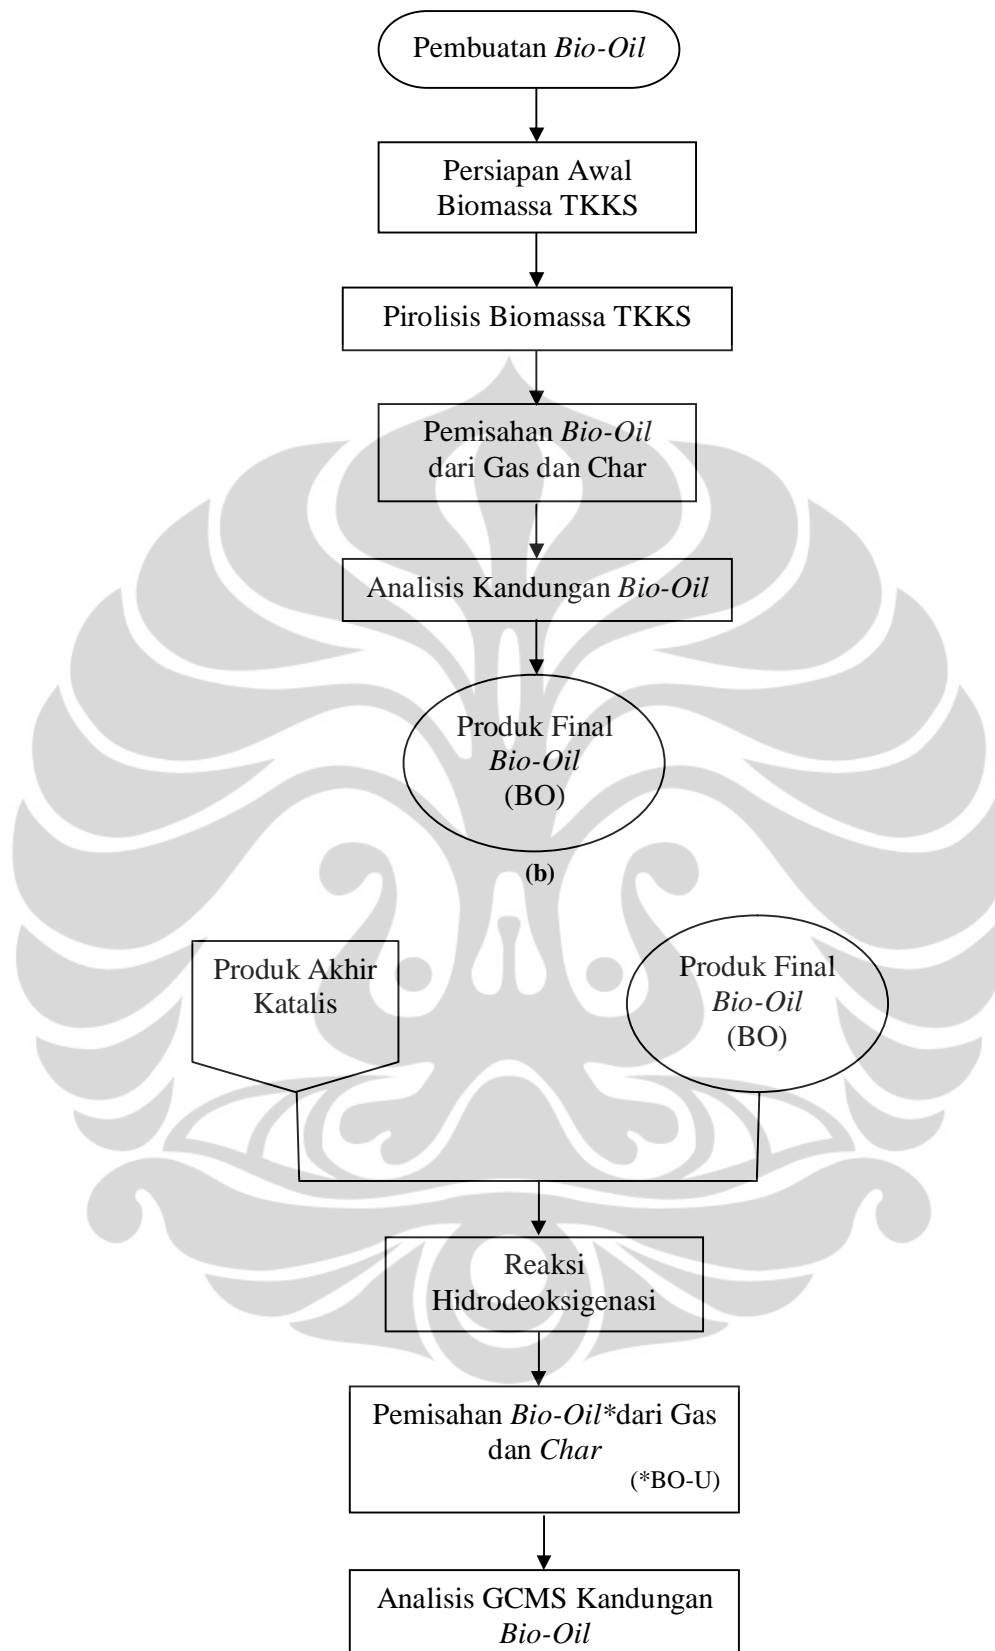 Pembuatan Bio-Oil
Persiapan Awal
Biomassa TKKS
Pirolisis Biomassa TKKS
Pemisahan Bio-Oil
dari Gas dan Char
Analisis Kandungan Bio-Oil
Produk Final
Bio-Oil
(BO)
(b)
Produk Akhir
Katalis
Produk Final
Bio-Oil
(BO)
Reaksi
Hidrodeoksigenasi
Pemisahan Bio-Oil*dari Gas
dan Char
(*BO-U)
Analisis GCMS Kandungan
Bio-Oil